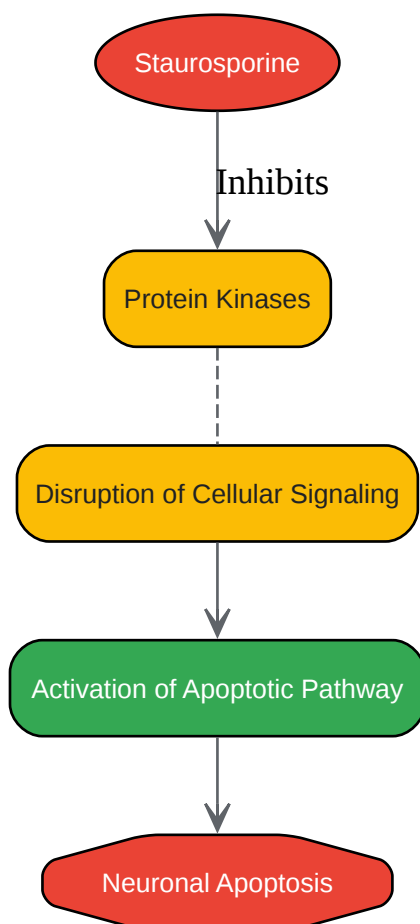 Staurosporine
Inhibits
Protein Kinases
Disruption of Cellular Signaling
Activation of Apoptotic Pathway
Neuronal Apoptosis